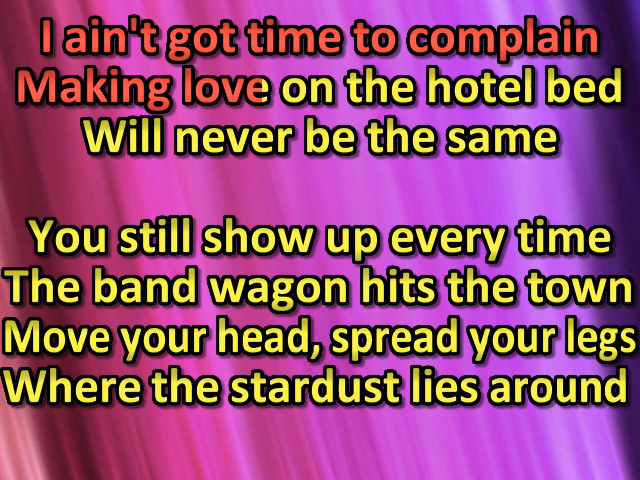 I ain't got time to complain
Making love on the hotel bed
Will never be the same
You still show up every time
The band wagon hits the town
Move your head, spread your legs
Where the stardust lies around